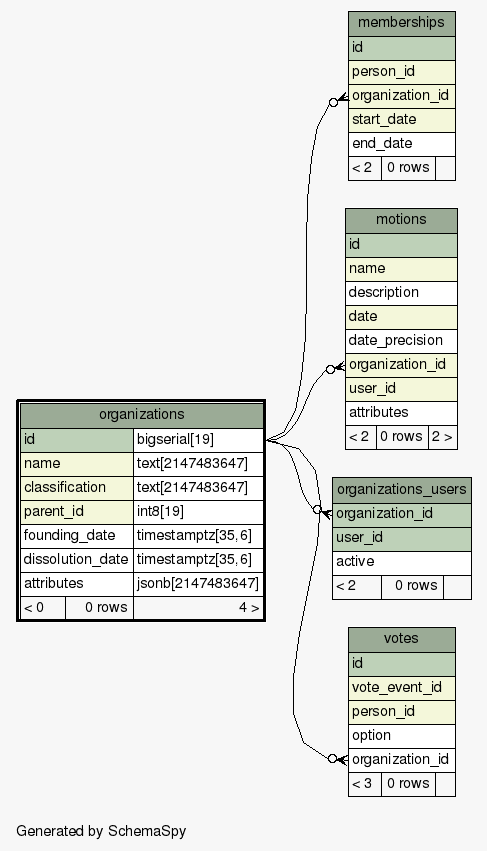 memberships
id
person_id
organization_id
start_date
end_date
< 2 0 rows
motions
id
name
description
date
date_precision
organization_id
user_id
attributes
< 2 0 rows 2 >
organizations
id bigserial[19]
name text[2147483647]
classification text[2147483647]
parent_id int8[19]
founding_date timestamptz[35,6]
dissolution_date timestamptz[35,6]
attributes jsonb[2147483647]
< 0 0 rows 4 >
organizations_users
organization_id
user_id
active
< 2 0 rows
votes
id
vote_event_id
person_id
option
organization_id
< 3 0 rows
Generated by SchemaSpy